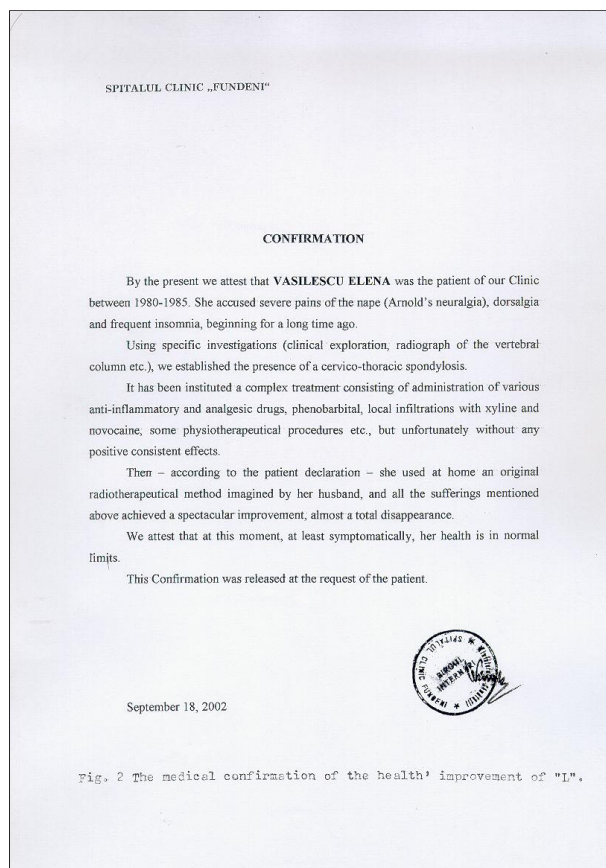 SPITALUL CLINIC „FUNDENI“
CONFIRMATION
By the present we attest that VASILESCU ELENA was the patient of our Clinic
between 1980-1985. She accused severe pains of the nape (Arnold's neuralgia), dorsalgia
and frequent insomnia, beginning for a long time ago.
Using specific investigations (clinical exploration, radiograph of the vertebral
column etc.), we established the presence of a cervico-thoracic spondylosis.
It has been instituted a complex treatment consisting of administration of various
anti-inflammatory and analgesic drugs, phenobarbital, local infiltrations with xyline and
novocaine, some physiotherapeutical procedures etc., but unfortunately without any
positive consistent effects.
Then – according to the patient declaration – she used at home an original
radiotherapeutical method imagined by her husband, and all the sufferings mentioned
above achieved a spectacular improvement, almost a total disappearance.
We attest that at this moment, at least symptomatically, her health is in normal
limits.
This Confirmation was released at the request of the patient.
SPITALUL CLINIC FUNDENI
BIROUL
INTERNĂRI
September 18, 2002
Fig. 2 The medical confirmation of the health' improvement of "L".